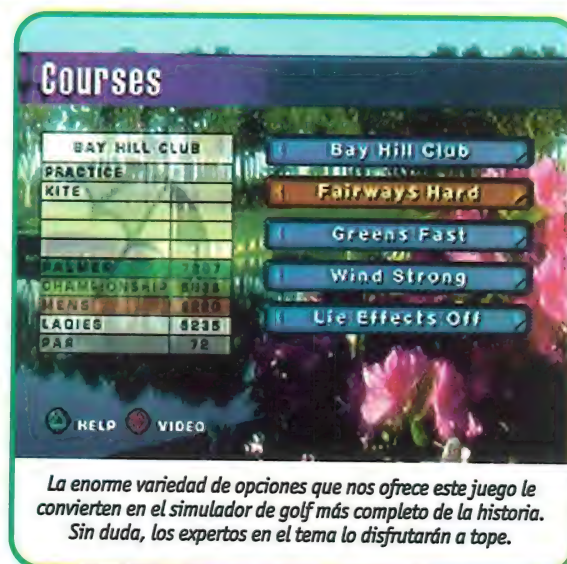 Courses
BAY HILL CLUB
PRACTICE
KITE
PALMER
CHAMPIONSHIP
MENS
LADIES 5235
PAR 72
Bay Hill Club
Fairways Hard
Greens Fast
Wind Strong
Lie Effects Off
HELP VIDEO
La enorme variedad de opciones que nos ofrece este juego le
convierten en el simulador de golf más completo de la historia.
Sin duda, los expertos en el tema lo disfrutarán a tope.